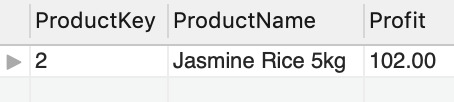 ProductKey ProductName Profit
2 Jasmine Rice 5kg 102.00